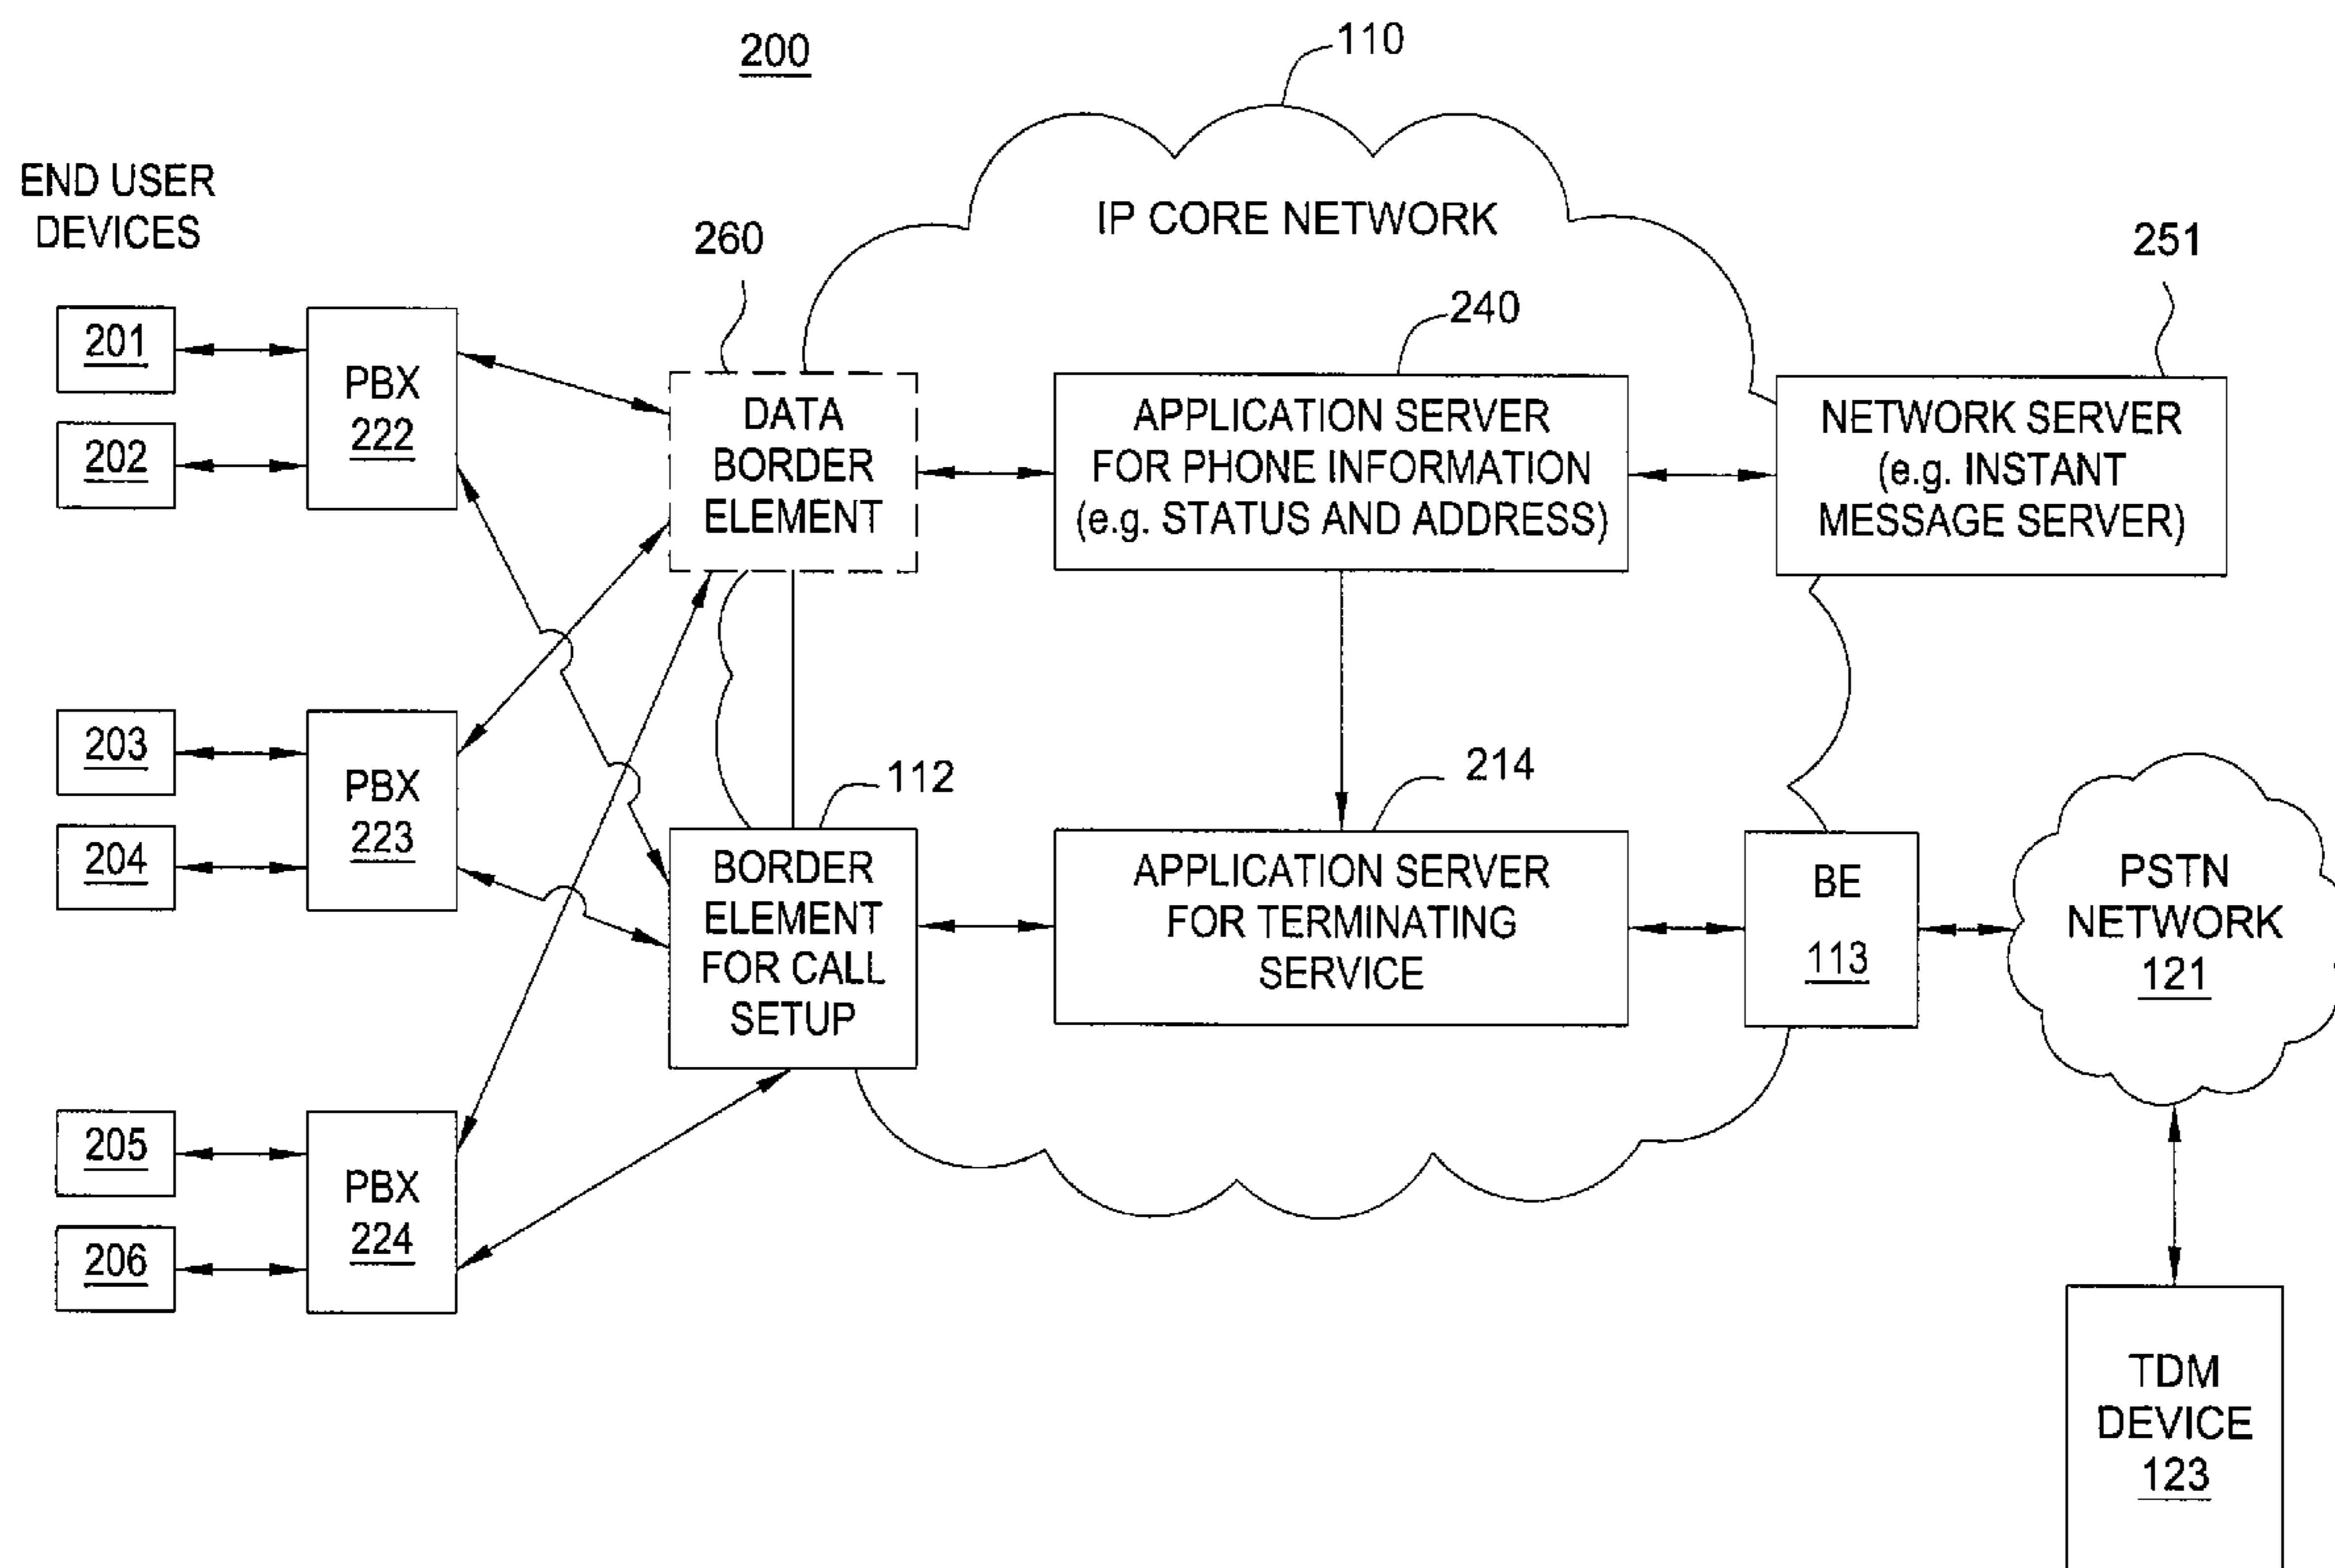 200
110
END USER
DEVICES
IP CORE NETWORK
260
251
240
201
202
PBX
222
DATA
BORDER
ELEMENT
APPLICATION SERVER
FOR PHONE INFORMATION
(e.g. STATUS AND ADDRESS)
NETWORK SERVER
(e.g. INSTANT
MESSAGE SERVER)
203
204
PBX
223
112
214
BORDER
ELEMENT
FOR CALL
SETUP
APPLICATION SERVER
FOR TERMINATING
SERVICE
BE
113
PSTN
NETWORK
121
205
206
PBX
224
TDM
DEVICE
123